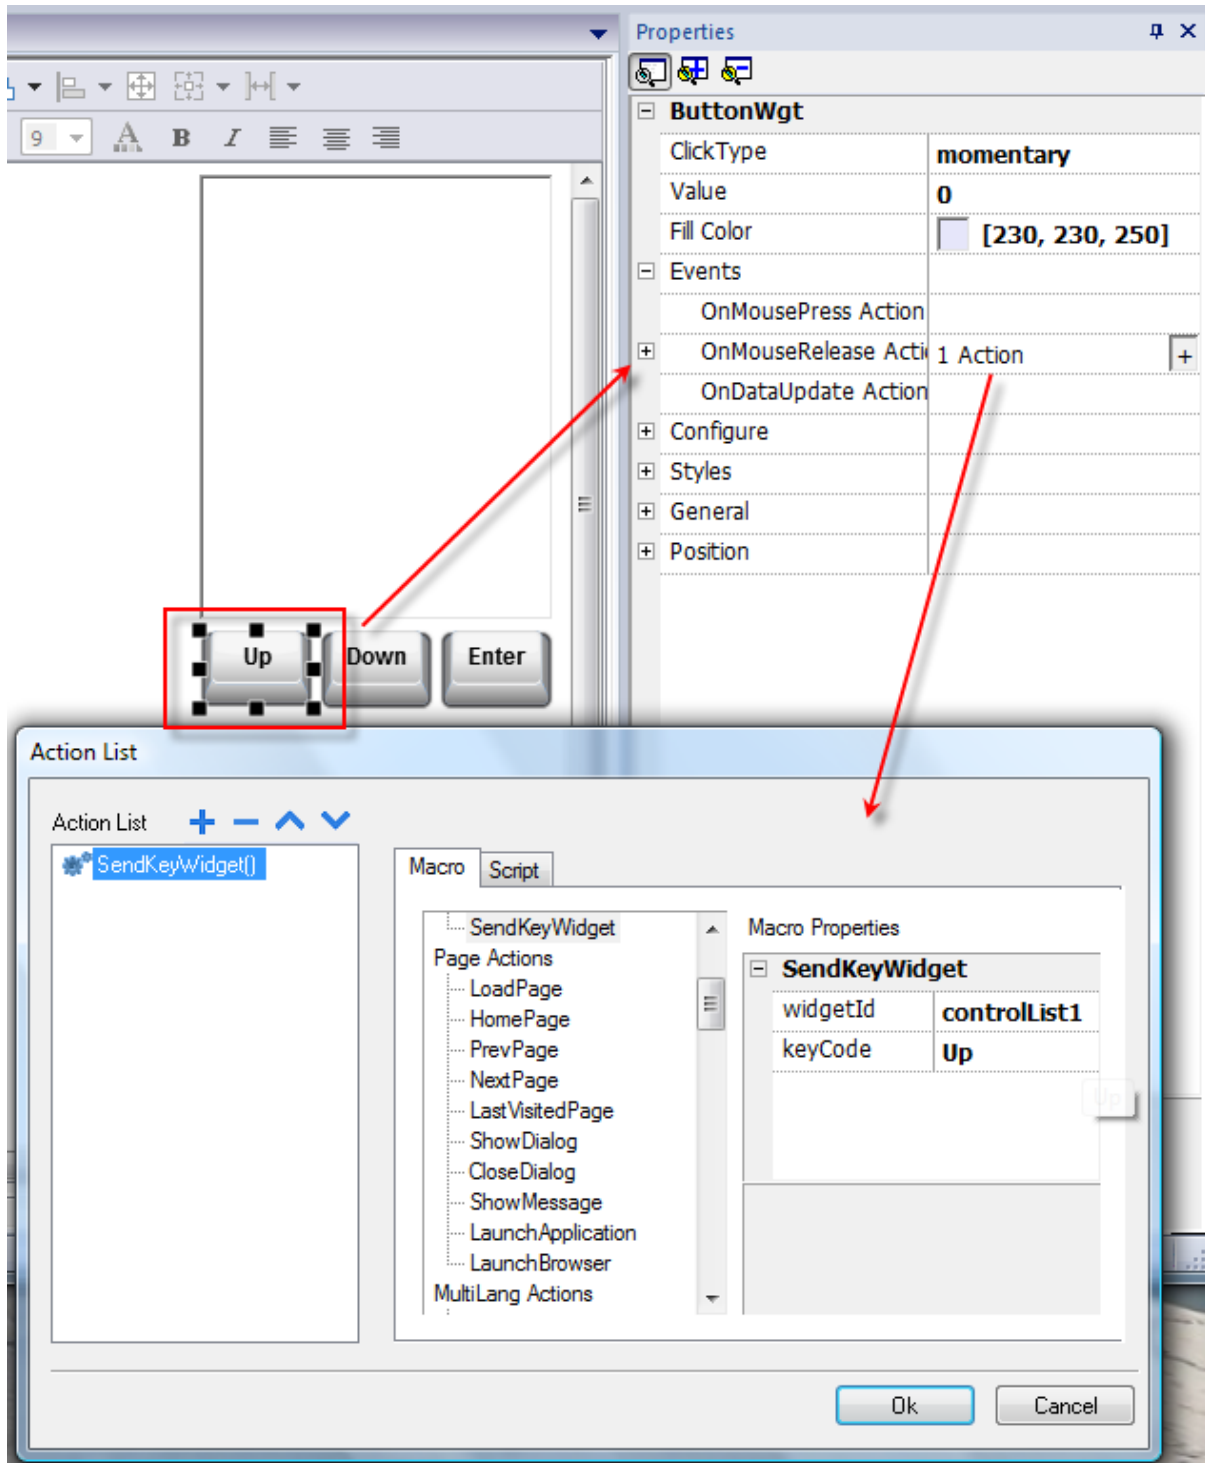 Properties
9 A B I
ButtonWgt
ClickType momentary
Value 0
Fill Color [230, 230, 250]
Events
OnMousePress Action
OnMouseRelease Acti 1 Action +
OnDataUpdate Action
Configure
Styles
General
Position
Up Down Enter
Action List
Action List
SendKeyWidget()
Macro Script
SendKeyWidget
Page Actions
LoadPage
HomePage
PrevPage
NextPage
LastVisitedPage
ShowDialog
CloseDialog
ShowMessage
LaunchApplication
LaunchBrowser
MultiLang Actions
Macro Properties
SendKeyWidget
widgetId controlList1
keyCode Up
Up
Ok Cancel